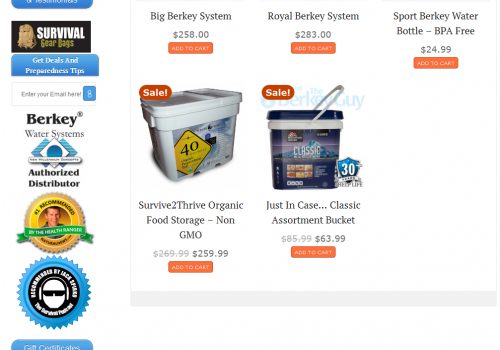 & Testimonials
SURVIVAL
Gear Bags
Get Deals And
Preparedness Tips
Enter your Email here!
Berkey®
Water Systems
NEW MILLENNIUM CONCEPTS
Authorized
Distributor
#1 RECOMMENDED
BY THE HEALTH RANGER
NATURALNEWS.COM
RECOMMENDED BY JACK SPIRKO
The Survival Podcast
Gift Certificates
Big Berkey System
$258.00
ADD TO CART
Royal Berkey System
$283.00
ADD TO CART
Sport Berkey Water
Bottle – BPA Free
$24.99
ADD TO CART
Sale!
40
Survive2Thrive Organic
Food Storage – Non
GMO
$269.99 $259.99
ADD TO CART
Sale!
The
BerkeyGuy
CLASSIC
30
SHELF LIFE
Just In Case... Classic
Assortment Bucket
$85.99 $63.99
ADD TO CART